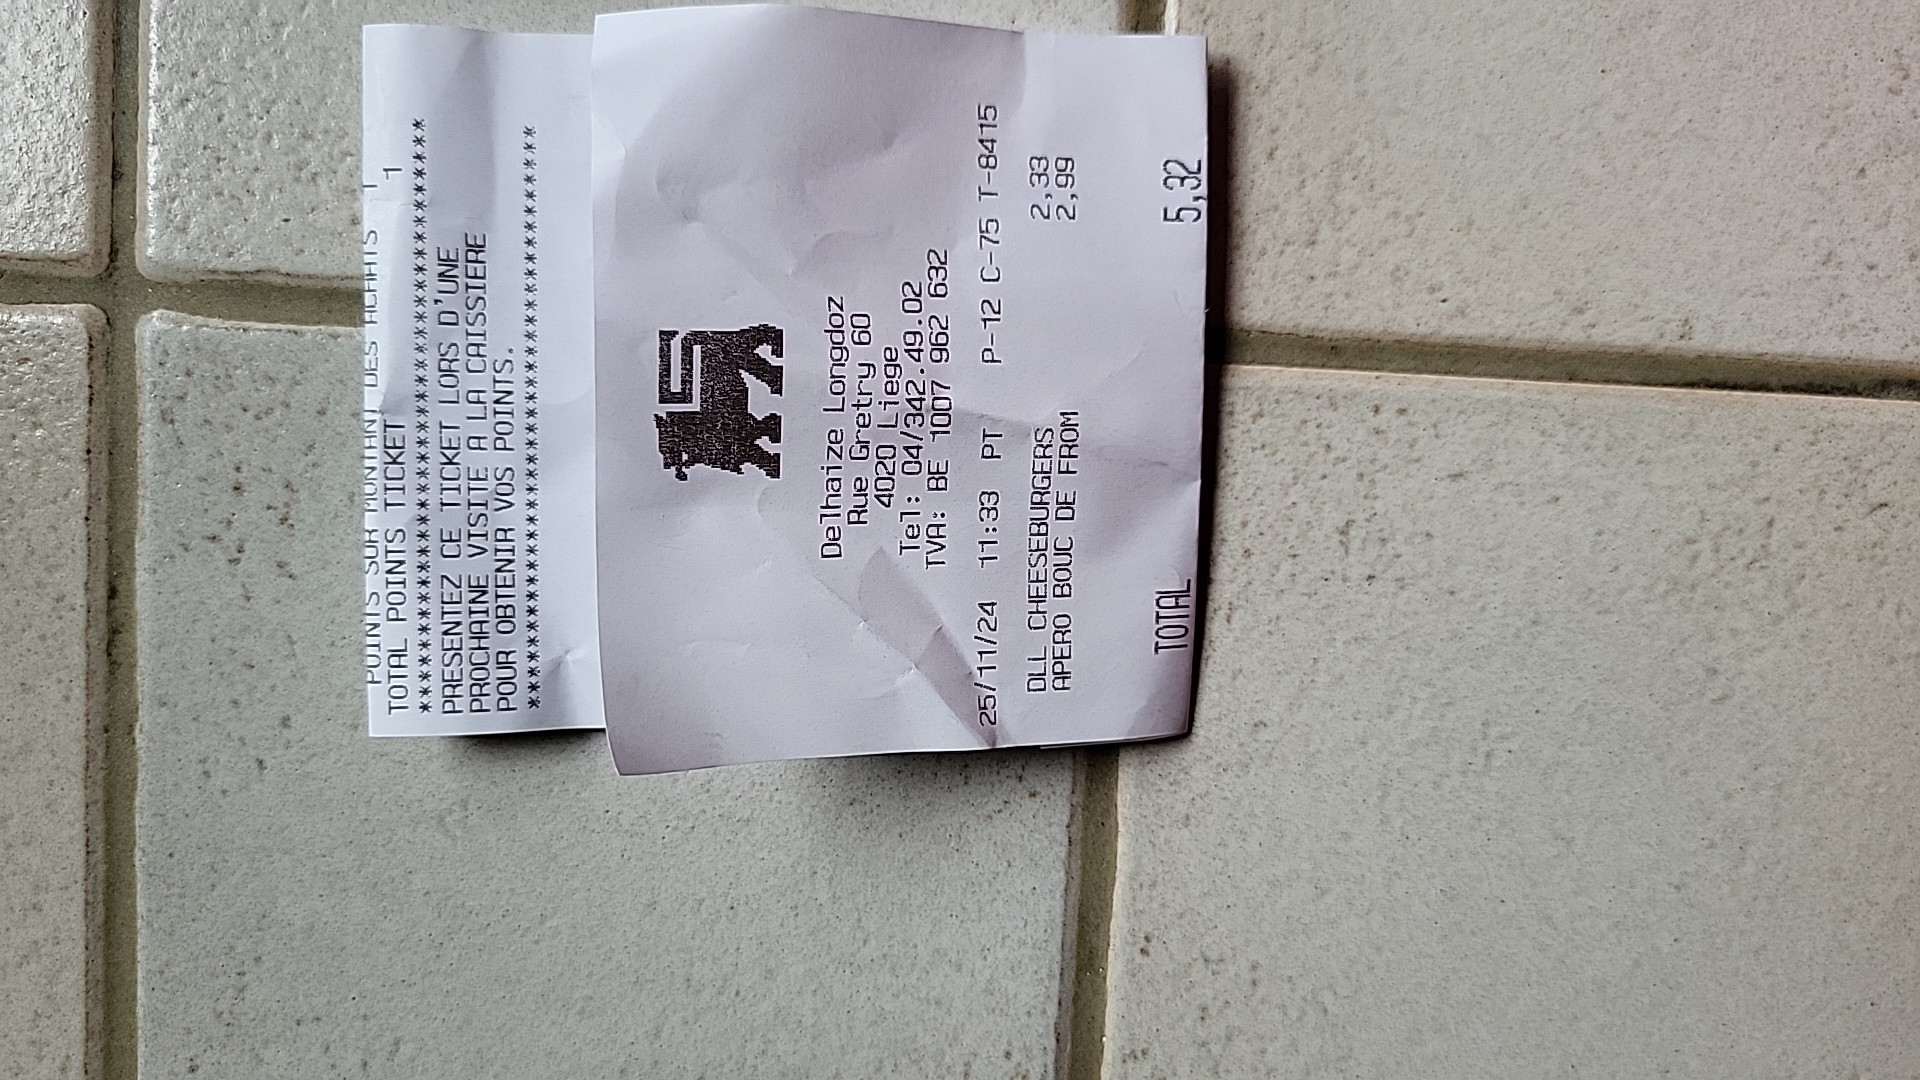 POINTS SUR MONTANT DES ACHATS 1
TOTAL POINTS TICKET 1
****************************************
PRESENTEZ CE TICKET LORS D'UNE
PROCHAINE VISITE A LA CAISSIERE
POUR OBTENIR VOS POINTS.
****************************************
Delhaize Longdoz
Rue Gretry 60
4020 Liege
Tel: 04/342.49.02
TVA: BE 1007 962 632
25/11/24 11:33 PT P-12 C-75 T-8415
DLL CHEESEBURGERS 2,33
APERO BOUC DE FROM 2,99
TOTAL 5,32